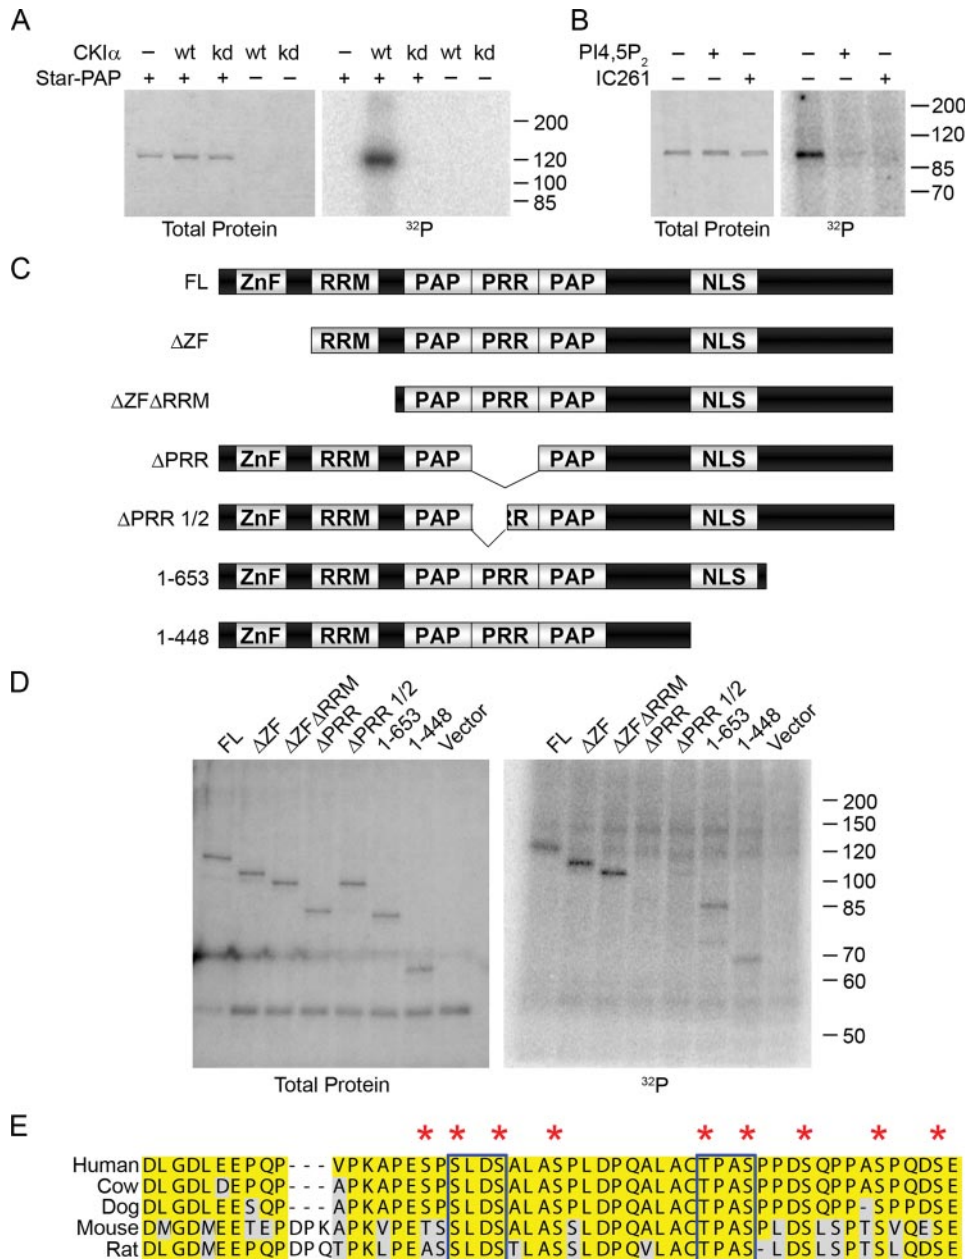 A
CKIα – wt kd wt kd – wt kd wt kd
Star-PAP + + + – – + + + – –
200
120
100
85
Total Protein 32P
B
PI4,5P2 – + – – + –
IC261 – – + – – +
200
120
85
70
Total Protein 32P
C
FL ZnF RRM PAP PRR PAP NLS
ΔZF RRM PAP PRR PAP NLS
ΔZFΔRRM PAP PRR PAP NLS
ΔPRR ZnF RRM PAP PAP NLS
ΔPRR 1/2 ZnF RRM PAP RR PAP NLS
1-653 ZnF RRM PAP PRR PAP NLS
1-448 ZnF RRM PAP PRR PAP
D
FL ΔZF ΔZFΔRRM ΔPRR ΔPRR 1/2 1-653 1-448 Vector FL ΔZF ΔZFΔRRM ΔPRR ΔPRR 1/2 1-653 1-448 Vector
200
150
120
100
85
70
60
50
Total Protein 32P
E
* * * * * * * * *
Human DLGDLEEPQP---VPKAPESPSLDSALASPLDPQALACTPASPPDSQPPASPQDSE
Cow DLGDLDEPQP---APKAPESPSLDSALASPLDPQALACTPASPPDSQPPASPQDSE
Dog DLGDLEESQP---APKAPESPSLDSALASPLDPQALACTPASPPDSQPP-SPPDSE
Mouse DMGDMEETEPDPKAPKVPETSSLDSALASSLDPQALACTPASPLDSLSPTSVQESE
Rat DLGDMEEPQPDPQTPKLPEASSLDSTLASSLDPQVLACTPAS-LDSLSPTSLQDSE